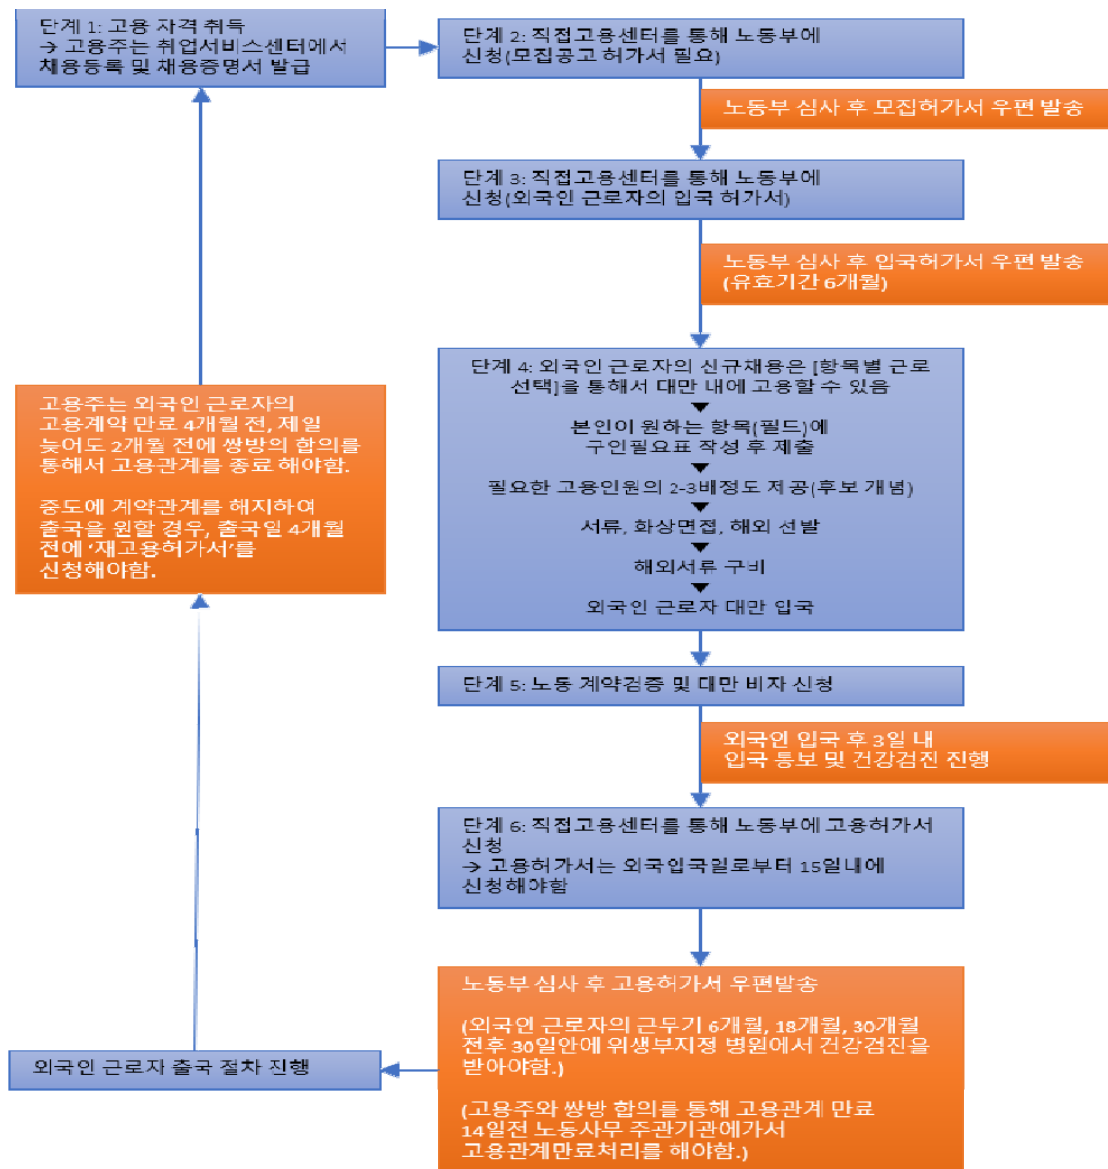 단계 1: 고용 자격 취득
→ 고용주는 취업서비스센터에서
채용등록 및 채용증명서 발급
단계 2: 직접고용센터를 통해 노동부에
신청(모집공고 허가서 필요)
노동부 심사 후 모집허가서 우편 발송
단계 3: 직접고용센터를 통해 노동부에
신청(외국인 근로자의 입국 허가서)
노동부 심사 후 입국허가서 우편 발송
(유효기간 6개월)
단계 4: 외국인 근로자의 신규채용은 [항목별 근로
선택]을 통해서 대만 내에 고용할 수 있음
본인이 원하는 항목(필드)에
구인필요표 작성 후 제출
필요한 고용인원의 2-3배정도 제공(후보 개념)
서류, 화상면접, 해외 선발
해외서류 구비
외국인 근로자 대만 입국
단계 5: 노동 계약검증 및 대만 비자 신청
외국인 입국 후 3일 내
입국 통보 및 건강검진 진행
단계 6: 직접고용센터를 통해 노동부에 고용허가서
신청
→ 고용허가서는 외국입국일로부터 15일내에
신청해야함
노동부 심사 후 고용허가서 우편발송
(외국인 근로자의 근무기 6개월, 18개월, 30개월
전후 30일안에 위생부지정 병원에서 건강검진을
받아야함.)
(고용주와 쌍방 합의를 통해 고용관계 만료
14일전 노동사무 주관기관에가서
고용관계만료처리를 해야함.)
외국인 근로자 출국 절차 진행
고용주는 외국인 근로자의
고용계약 만료 4개월 전, 제일
늦어도 2개월 전에 쌍방의 합의를
통해서 고용관계를 종료 해야함.
중도에 계약관계를 해지하여
출국을 원할 경우, 출국일 4개월
전에 ‘재고용허가서’를
신청해야함.